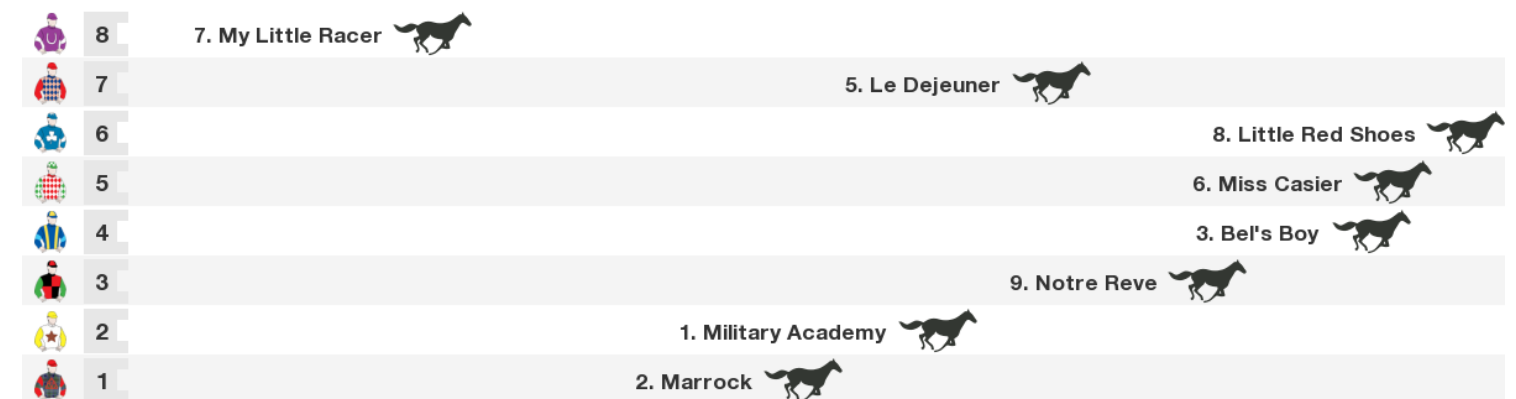 8 7. My Little Racer
7 5. Le Dejeuner
6 8. Little Red Shoes
5 6. Miss Casier
4 3. Bel's Boy
3 9. Notre Reve
2 1. Military Academy
1 2. Marrock